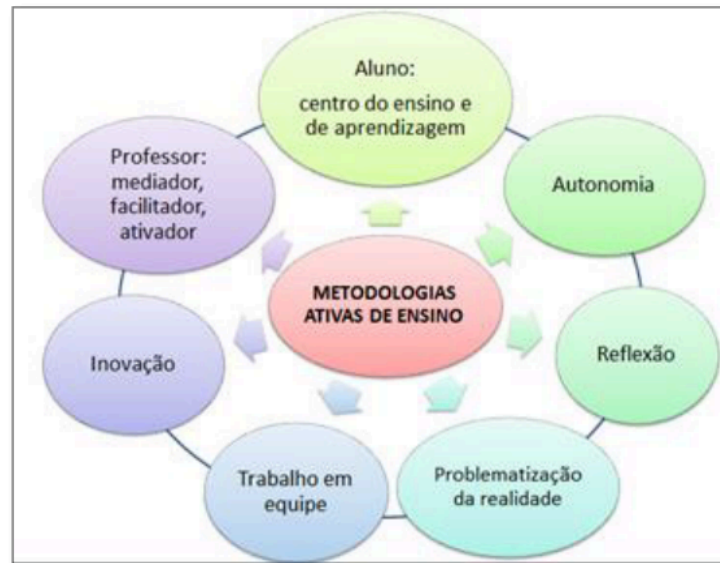 Aluno:
centro do ensino e
de aprendizagem
Autonomia
Reflexão
Problematização
da realidade
Trabalho em
equipe
Inovação
Professor:
mediador,
facilitador,
ativador
METODOLOGIAS
ATIVAS DE ENSINO